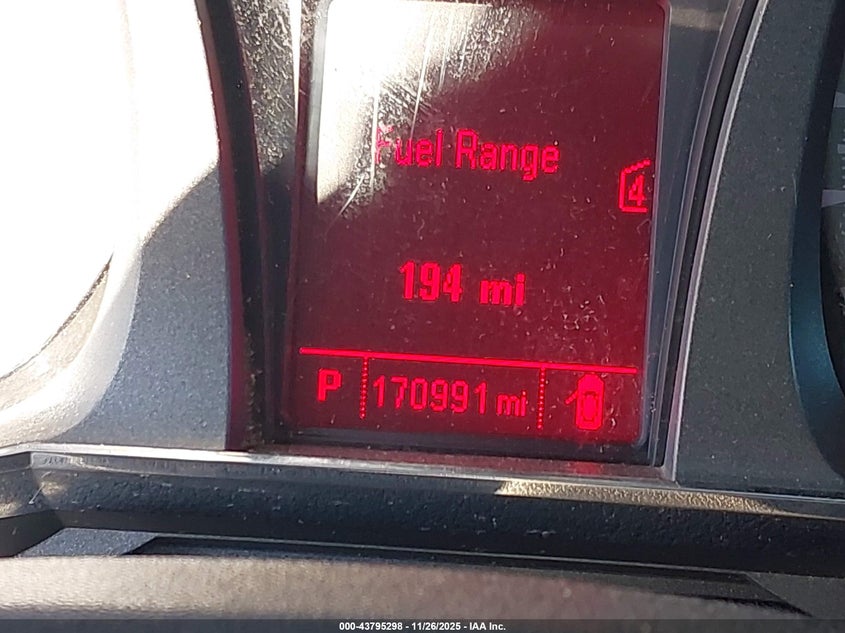 Fuel Range
4
194 mi
P 170991 mi
000-43795298 - 11/26/2025 - IAA Inc.